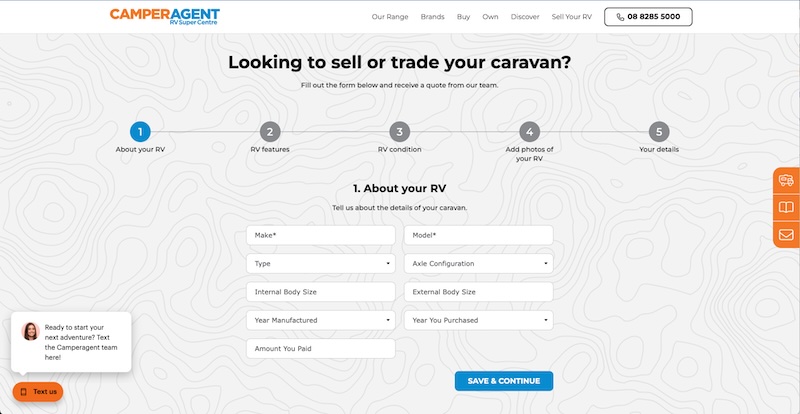 CAMPERAGENT
RV Super Centre
Our Range Brands Buy Own Discover Sell Your RV 08 8285 5000
Looking to sell or trade your caravan?
Fill out the form below and receive a quote from our team.
1 2 3 4 5
About your RV RV features RV condition Add photos of your RV Your details
1. About your RV
Tell us about the details of your caravan.
Make* Model*
Type Axle Configuration
Internal Body Size External Body Size
Year Manufactured Year You Purchased
Amount You Paid
SAVE & CONTINUE
Ready to start your
next adventure? Text
the Camperagent team
here!
Text us